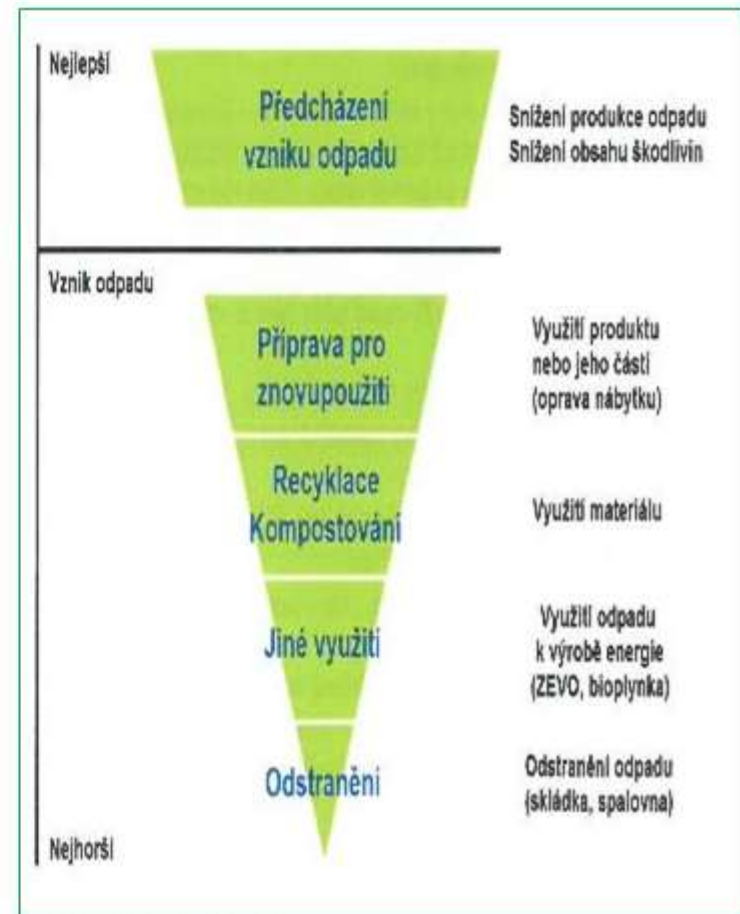 Nejlepší
Předcházení
vzniku odpadu
Snížení produkce odpadu
Snížení obsahu škodlivin
Vznik odpadu
Příprava pro
znovupoužití
Využití produktu
nebo jeho částí
(oprava nábytku)
Recyklace
Kompostování
Využití materiálu
Jiné využití
Využití odpadu
k výrobě energie
(ZEVO, bioplynka)
Odstranění
Odstranění odpadu
(skládka, spalovna)
Nejhorší